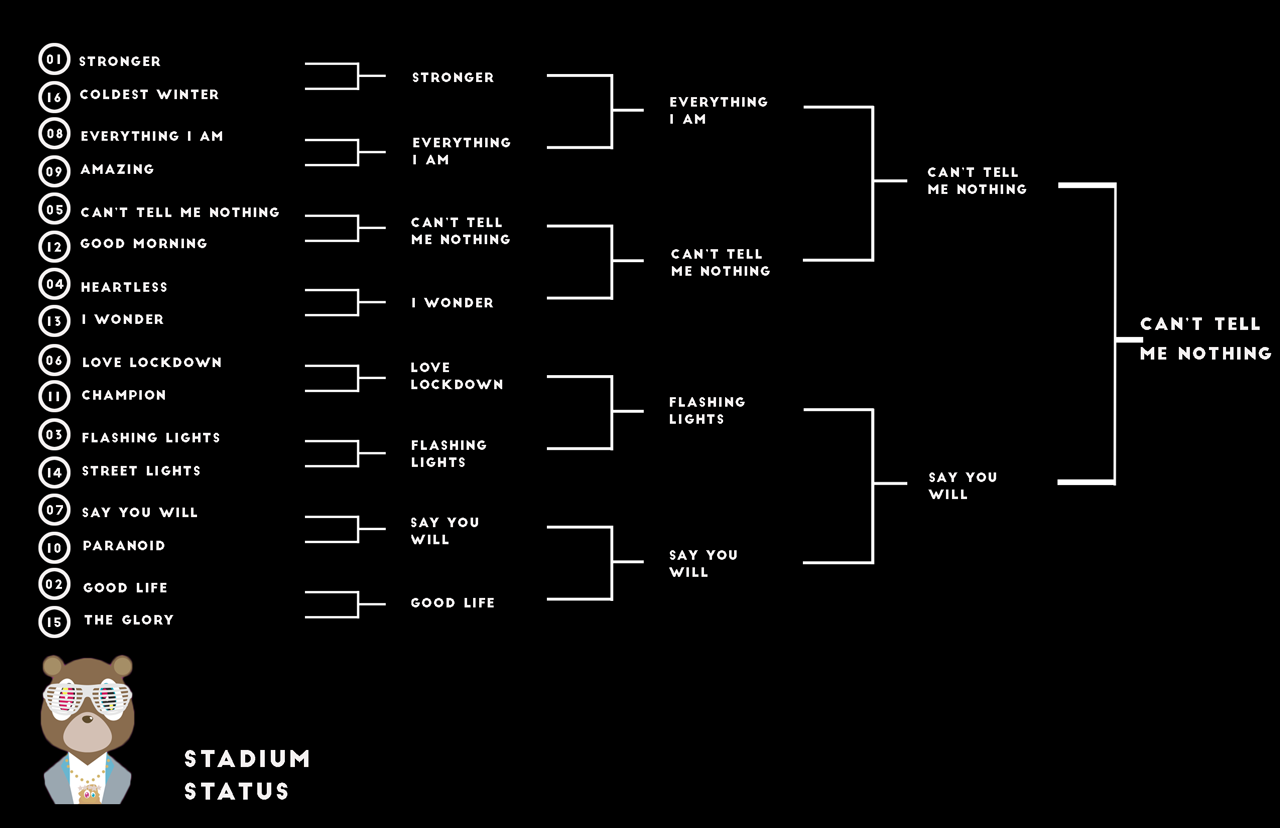 01 STRONGER
16 COLDEST WINTER
08 EVERYTHING I AM
09 AMAZING
05 CAN'T TELL ME NOTHING
12 GOOD MORNING
04 HEARTLESS
13 I WONDER
06 LOVE LOCKDOWN
11 CHAMPION
03 FLASHING LIGHTS
14 STREET LIGHTS
07 SAY YOU WILL
10 PARANOID
02 GOOD LIFE
15 THE GLORY
STRONGER
EVERYTHING
I AM
CAN'T TELL
ME NOTHING
I WONDER
LOVE
LOCKDOWN
FLASHING
LIGHTS
SAY YOU
WILL
GOOD LIFE
EVERYTHING
I AM
CAN'T TELL
ME NOTHING
FLASHING
LIGHTS
SAY YOU
WILL
CAN'T TELL
ME NOTHING
SAY YOU
WILL
CAN'T TELL
ME NOTHING
STADIUM
STATUS